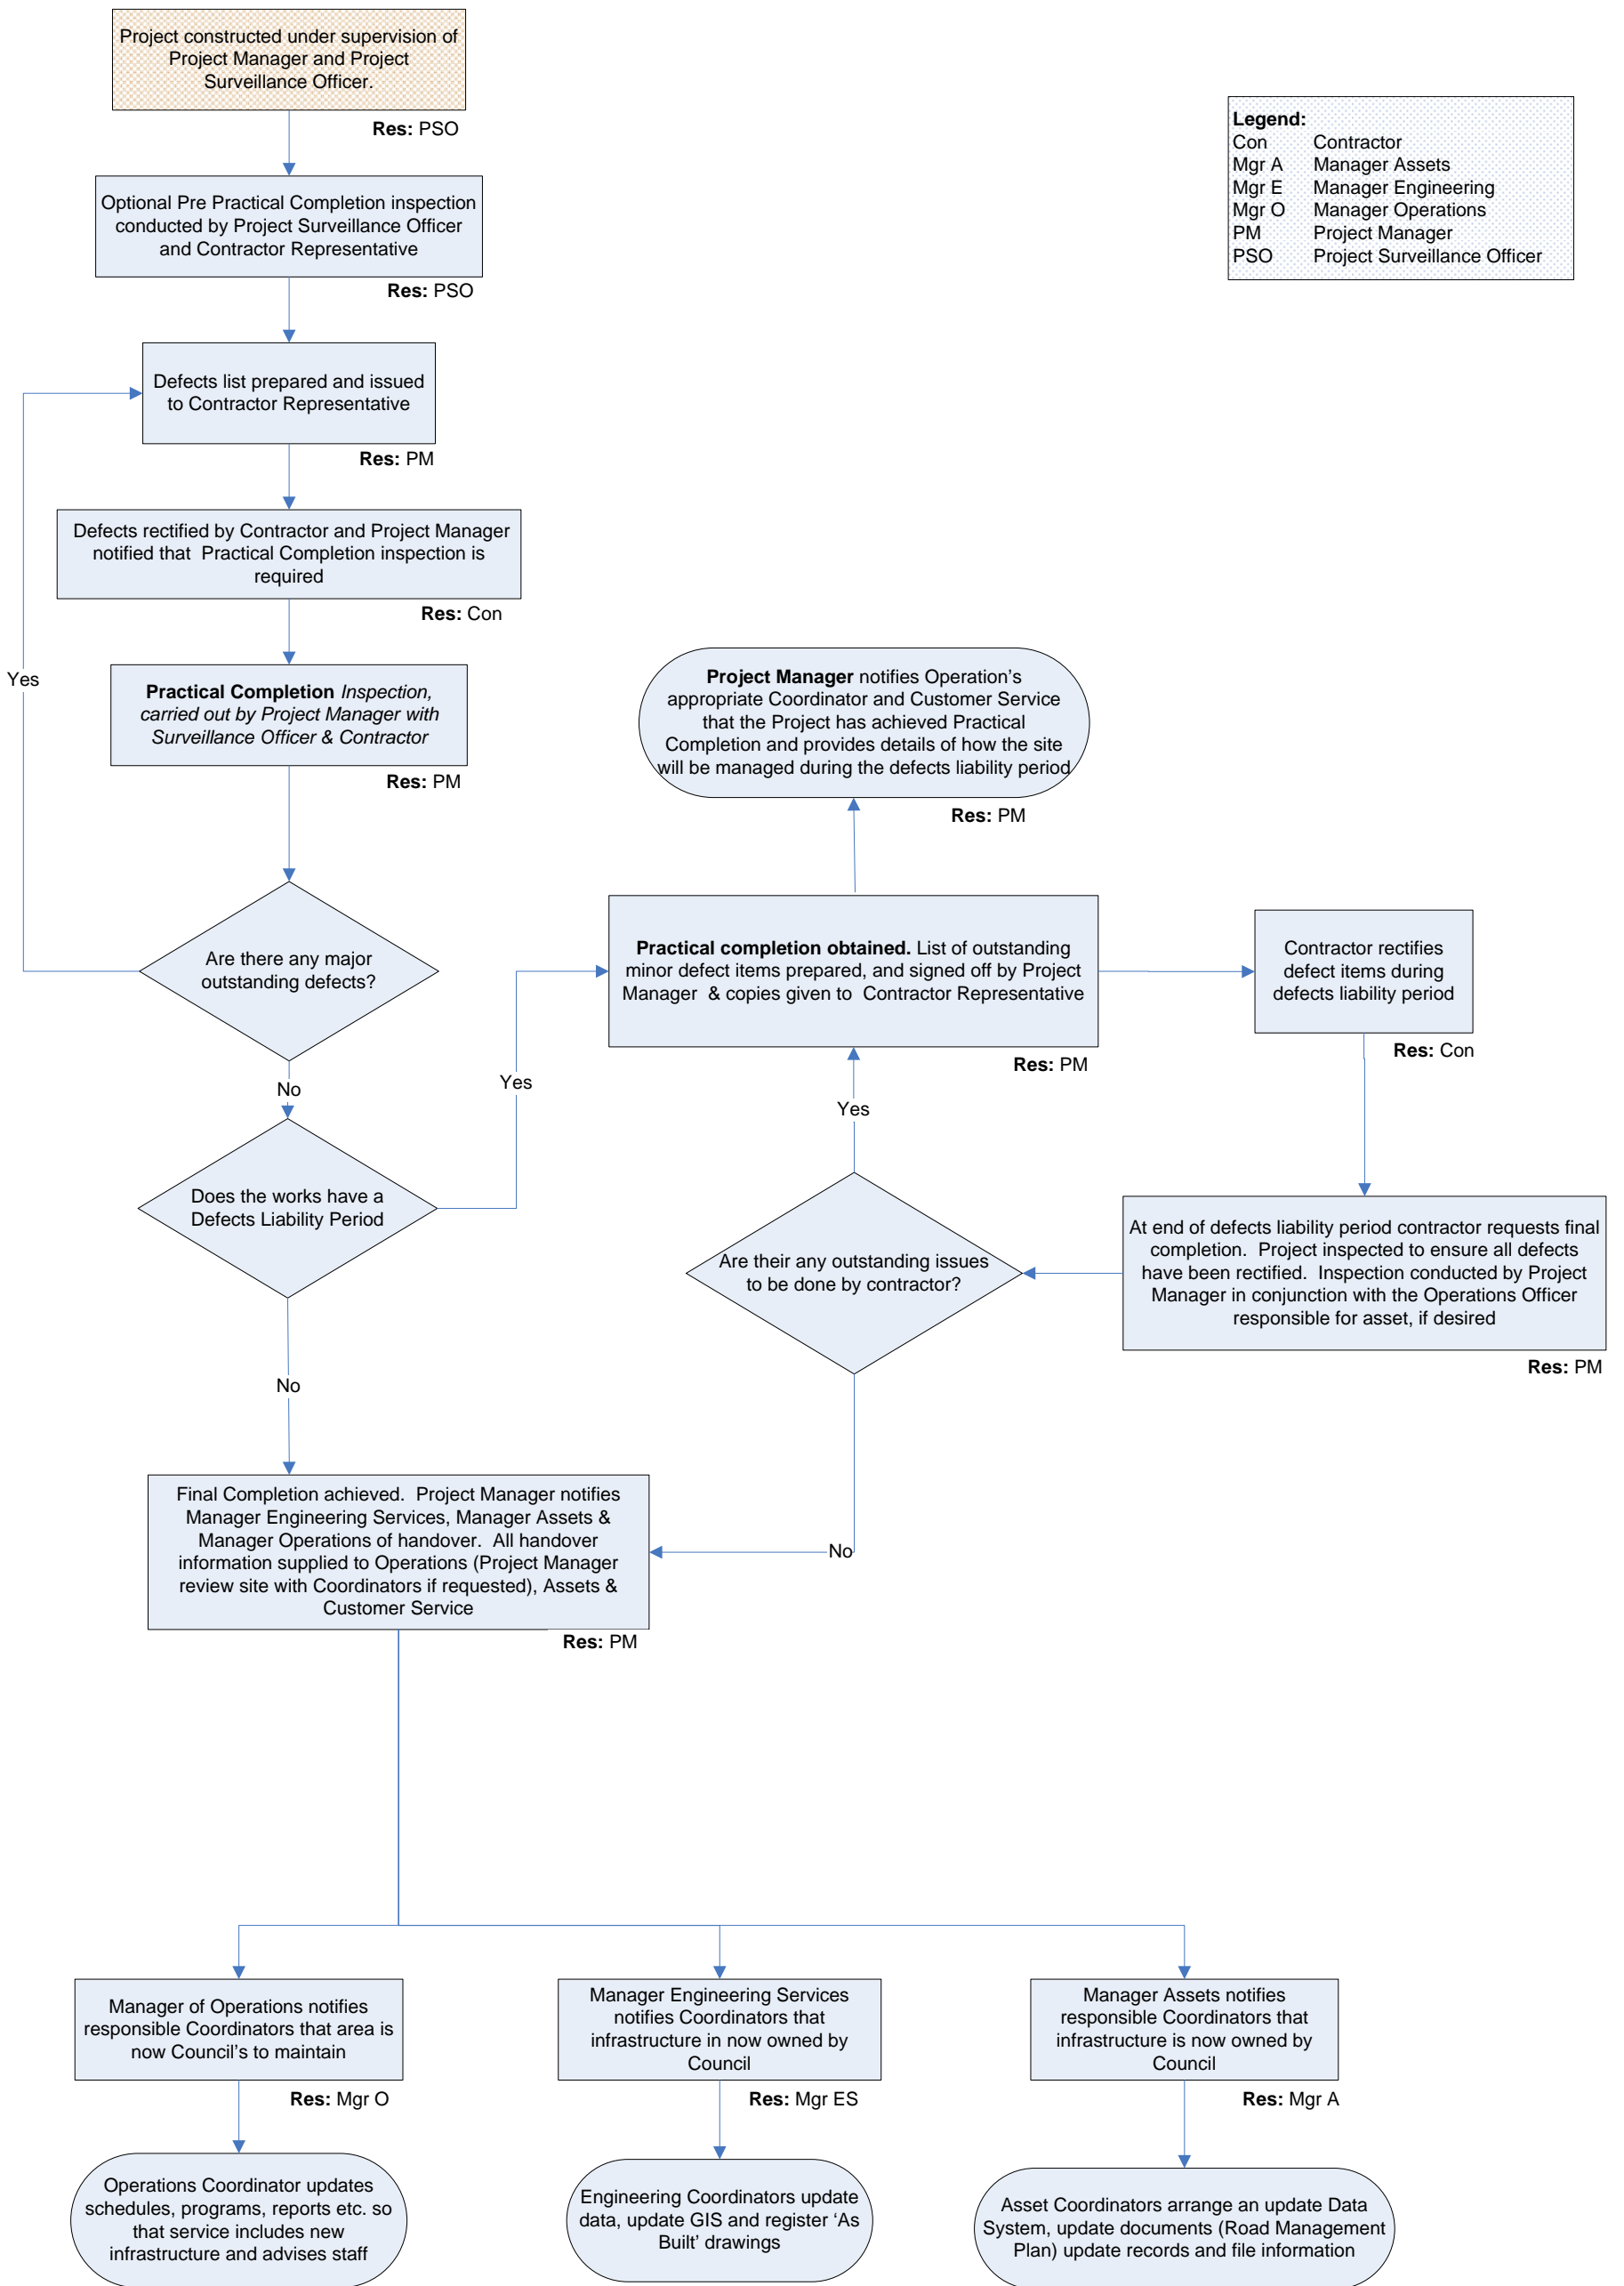 Project constructed under supervision of
Project Manager and Project
Surveillance Officer.
Res: PSO
Legend:
Con Contractor
Mgr A Manager Assets
Mgr E Manager Engineering
Mgr O Manager Operations
PM Project Manager
PSO Project Surveillance Officer
Optional Pre Practical Completion inspection
conducted by Project Surveillance Officer
and Contractor Representative
Res: PSO
Defects list prepared and issued
to Contractor Representative
Res: PM
Defects rectified by Contractor and Project Manager
notified that Practical Completion inspection is
required
Res: Con
Yes
Practical Completion Inspection,
carried out by Project Manager with
Surveillance Officer & Contractor
Res: PM
Project Manager notifies Operation's
appropriate Coordinator and Customer Service
that the Project has achieved Practical
Completion and provides details of how the site
will be managed during the defects liability period
Res: PM
Are there any major
outstanding defects?
No
Practical completion obtained. List of outstanding
minor defect items prepared, and signed off by Project
Manager & copies given to Contractor Representative
Res: PM
Contractor rectifies
defect items during
defects liability period
Res: Con
Yes
Yes
Does the works have a
Defects Liability Period
Are their any outstanding issues
to be done by contractor?
At end of defects liability period contractor requests final
completion. Project inspected to ensure all defects
have been rectified. Inspection conducted by Project
Manager in conjunction with the Operations Officer
responsible for asset, if desired
Res: PM
No
No
Final Completion achieved. Project Manager notifies
Manager Engineering Services, Manager Assets &
Manager Operations of handover. All handover
information supplied to Operations (Project Manager
review site with Coordinators if requested), Assets &
Customer Service
Res: PM
Manager of Operations notifies
responsible Coordinators that area is
now Council's to maintain
Res: Mgr O
Manager Engineering Services
notifies Coordinators that
infrastructure in now owned by
Council
Res: Mgr ES
Manager Assets notifies
responsible Coordinators that
infrastructure is now owned by
Council
Res: Mgr A
Operations Coordinator updates
schedules, programs, reports etc. so
that service includes new
infrastructure and advises staff
Engineering Coordinators update
data, update GIS and register 'As
Built' drawings
Asset Coordinators arrange an update Data
System, update documents (Road Management
Plan) update records and file information